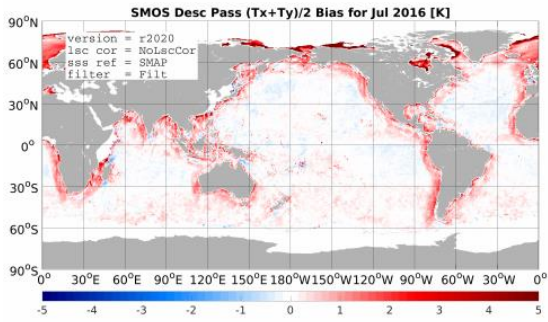 SMOS Desc Pass (Tx+Ty)/2 Bias for Jul 2016 [K]
90°N
version = r2020
lsc cor = NoLscCor
sss ref = SMAP
filter = Filt
60°N
30°N
0°
30°S
60°S
90°S
0° 30°E 60°E 90°E 120°E 150°E 180°W 150°W 120°W 90°W 60°W 30°W 0°
-5 -4 -3 -2 -1 0 1 2 3 4 5